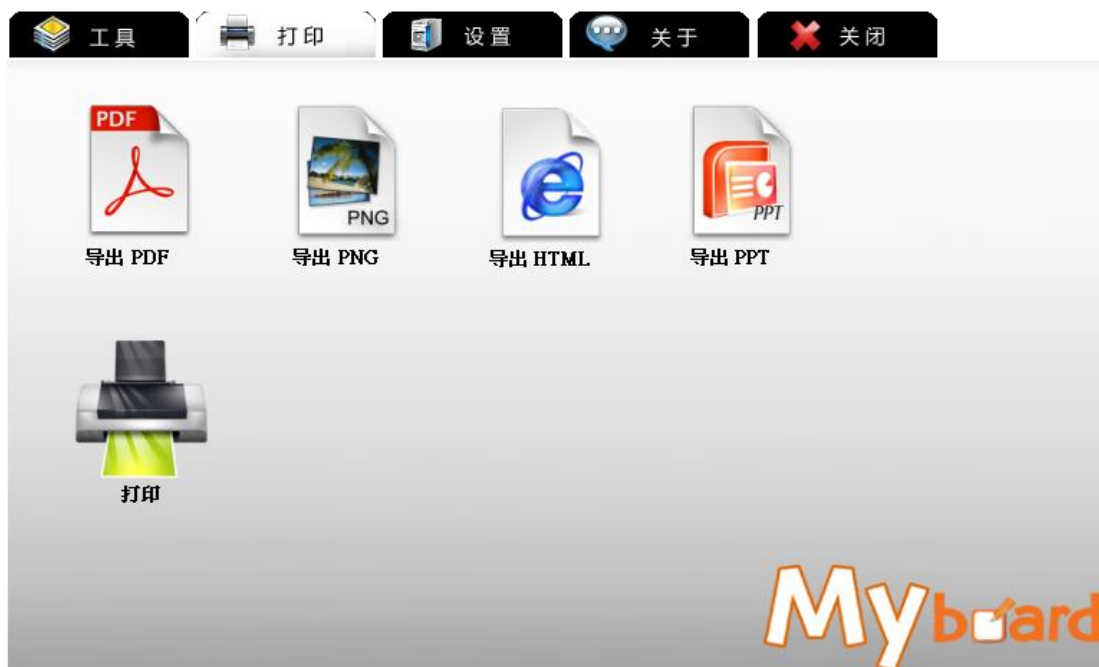 工具 打印 设置 关于 关闭
PDF
PNG
PPT
导出 PDF 导出 PNG 导出 HTML 导出 PPT
打印
Myboard